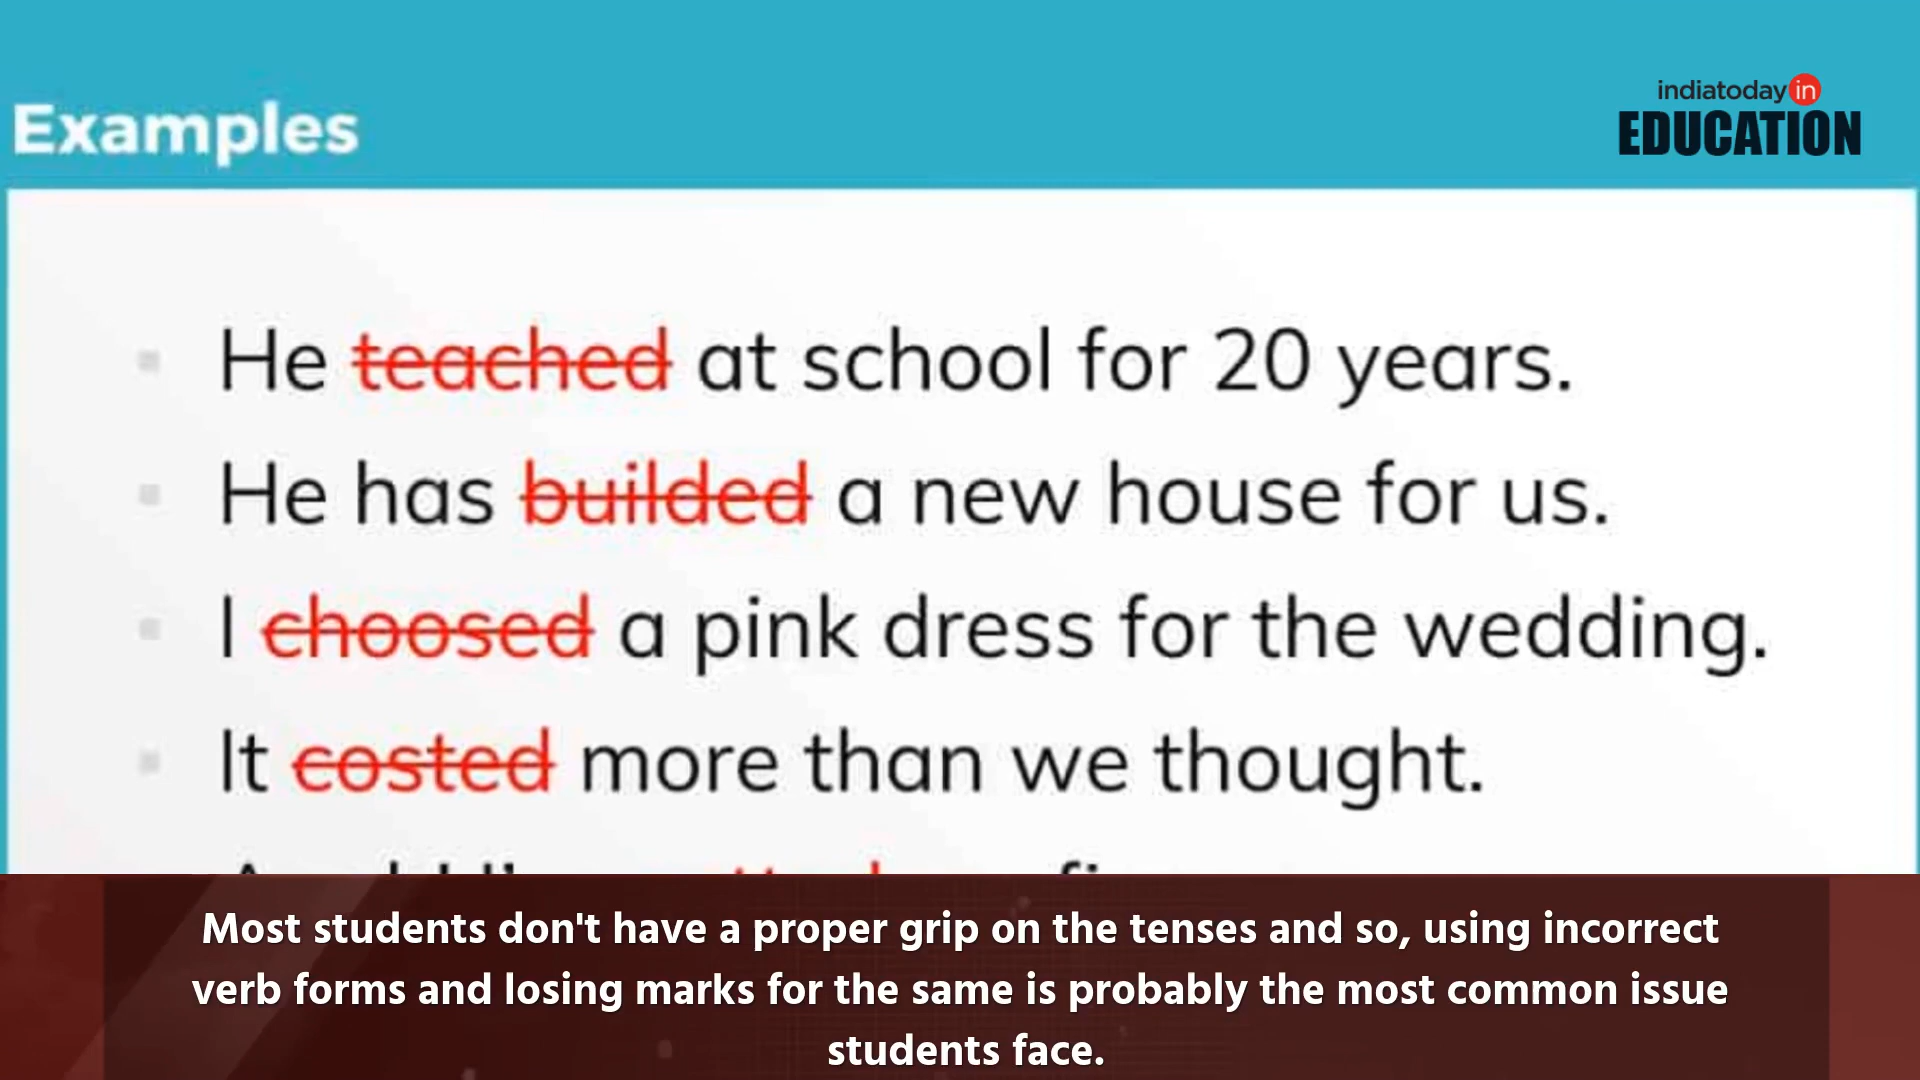 indiatoday in
EDUCATION
Examples
He teached at school for 20 years.
He has builded a new house for us.
I choosed a pink dress for the wedding.
It costed more than we thought.
Most students don't have a proper grip on the tenses and so, using incorrect
verb forms and losing marks for the same is probably the most common issue
students face.